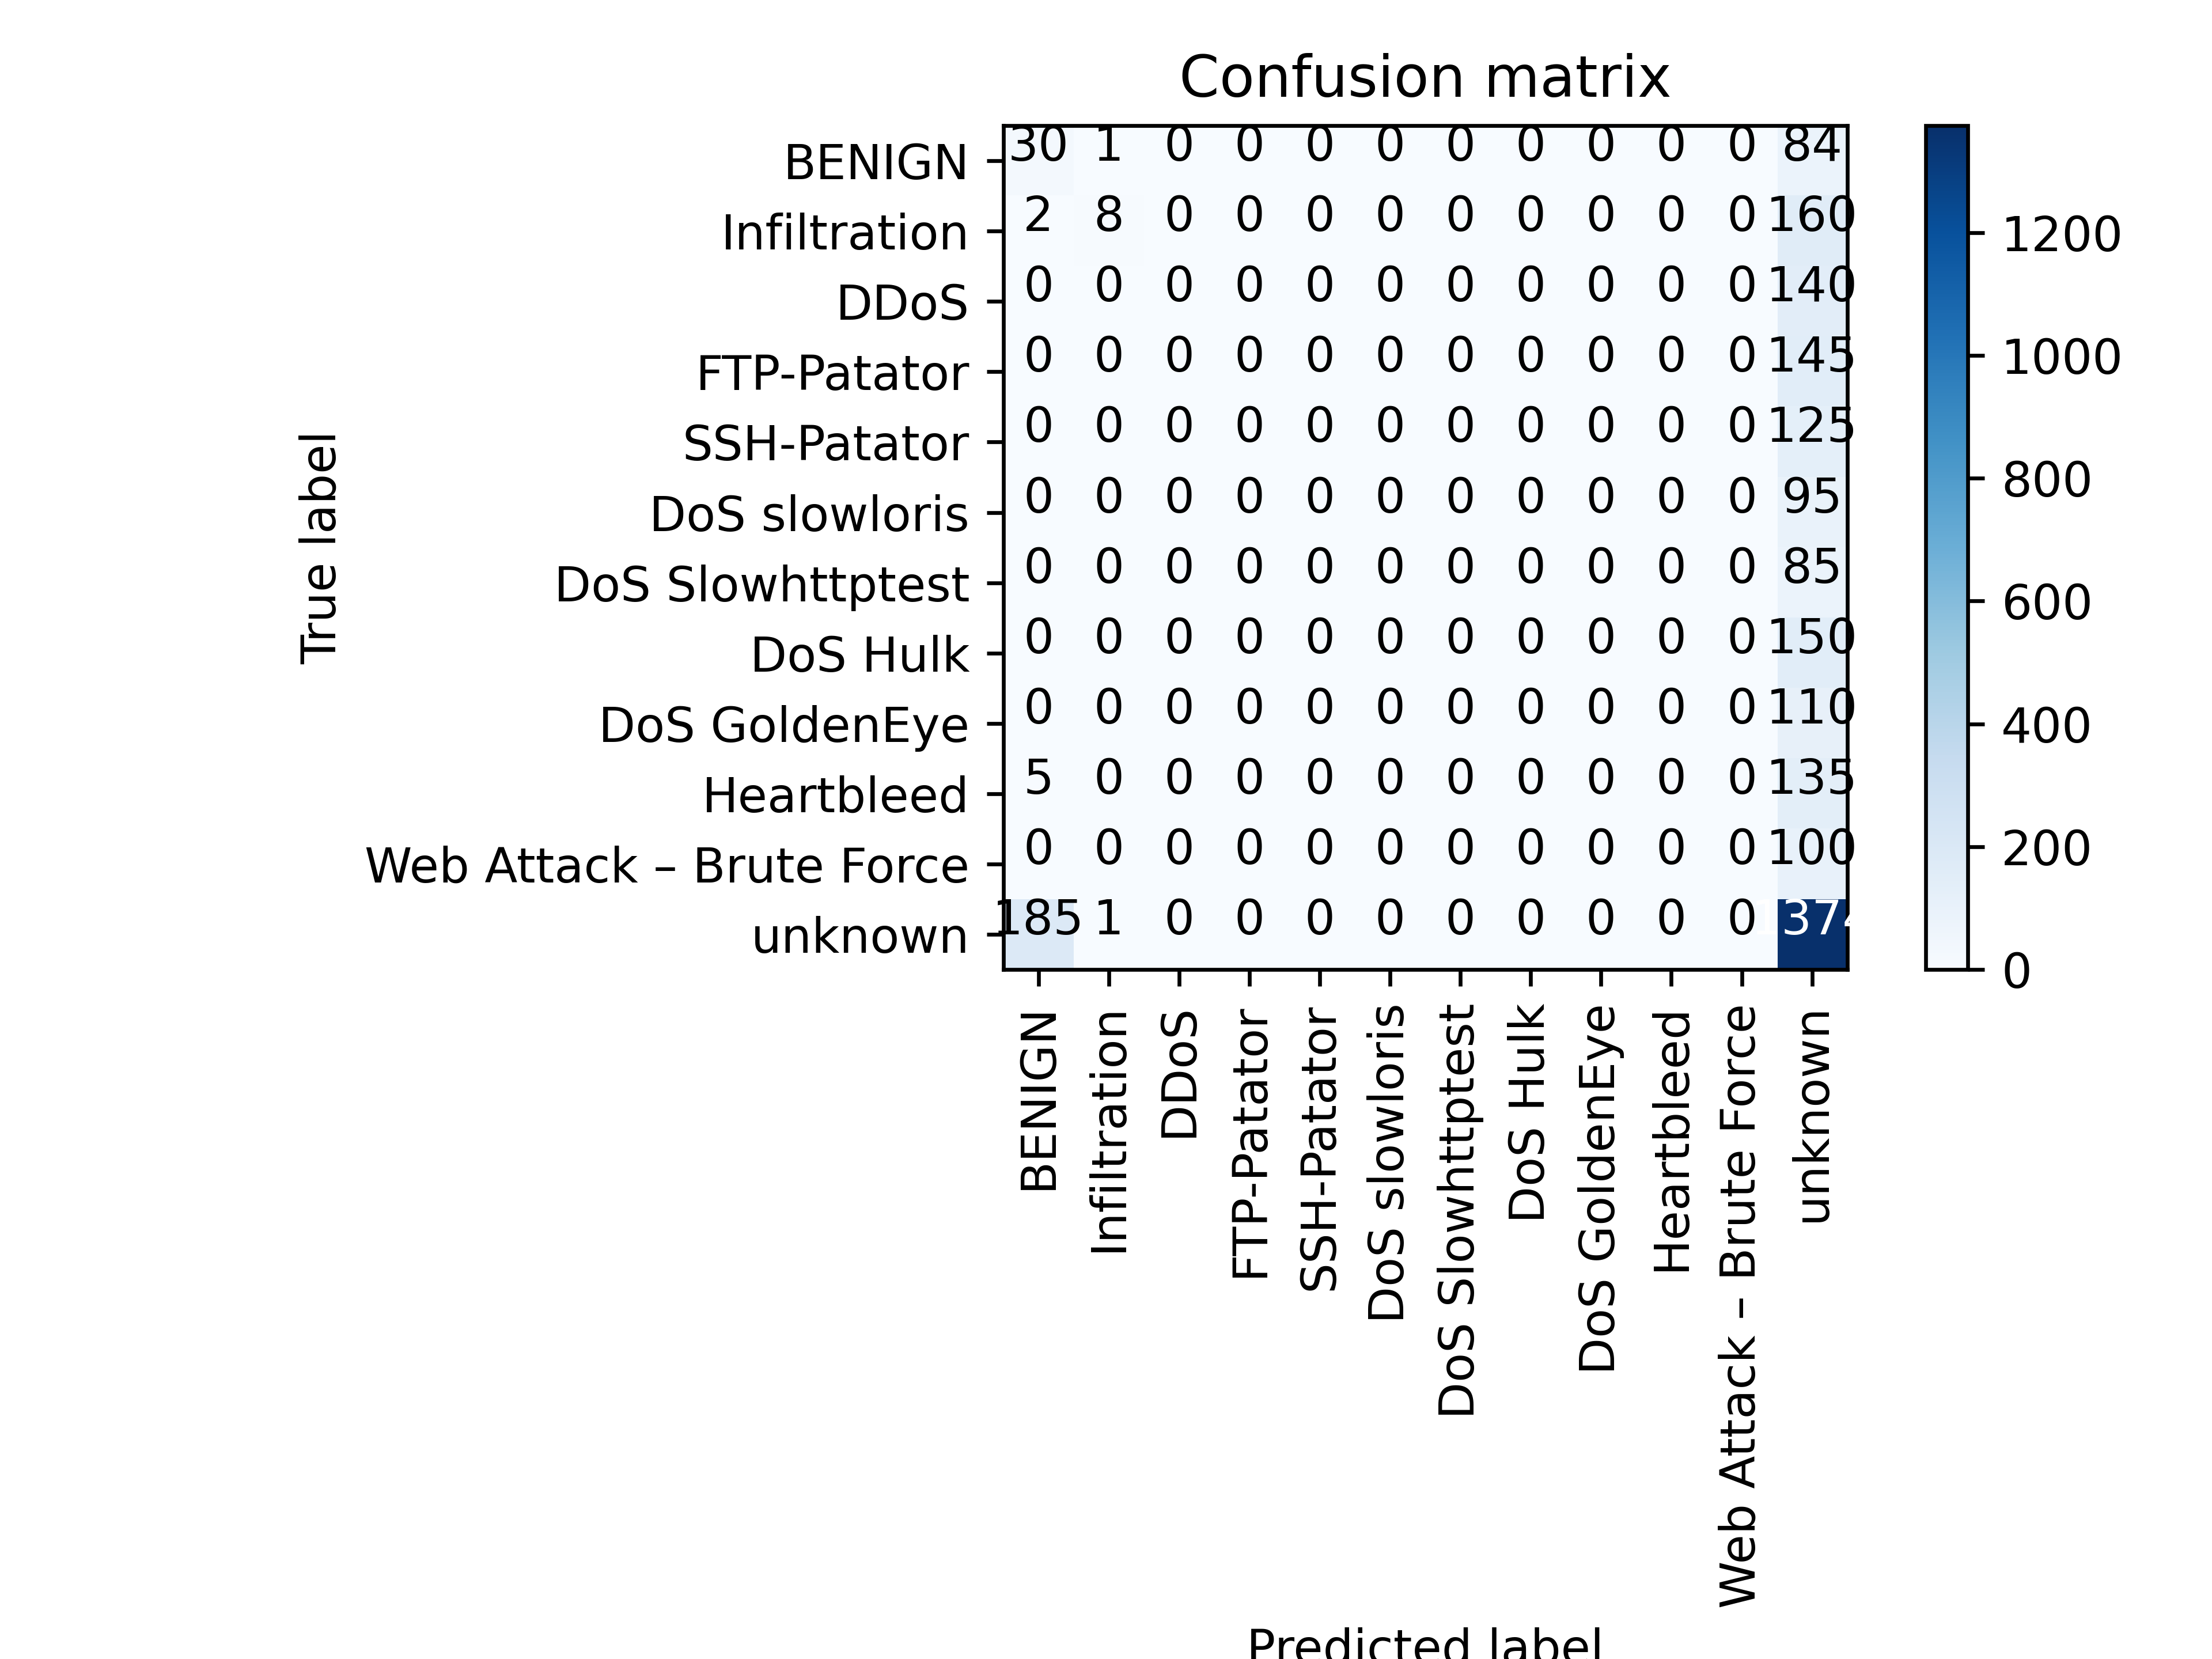 Confusion matrix
BENIGN 30 1 0 0 0 0 0 0 0 0 0 84
Infiltration 2 8 0 0 0 0 0 0 0 0 0 160
DDoS 0 0 0 0 0 0 0 0 0 0 0 140
FTP-Patator 0 0 0 0 0 0 0 0 0 0 0 145
SSH-Patator 0 0 0 0 0 0 0 0 0 0 0 125
DoS slowloris 0 0 0 0 0 0 0 0 0 0 0 95
DoS Slowhttptest 0 0 0 0 0 0 0 0 0 0 0 85
DoS Hulk 0 0 0 0 0 0 0 0 0 0 0 150
DoS GoldenEye 0 0 0 0 0 0 0 0 0 0 0 110
Heartbleed 5 0 0 0 0 0 0 0 0 0 0 135
Web Attack – Brute Force 0 0 0 0 0 0 0 0 0 0 0 100
unknown 185 1 0 0 0 0 0 0 0 0 0 1374
True label
BENIGN
Infiltration
DDoS
FTP-Patator
SSH-Patator
DoS slowloris
DoS Slowhttptest
DoS Hulk
DoS GoldenEye
Heartbleed
Web Attack – Brute Force
unknown
Predicted label
1200
1000
800
600
400
200
0